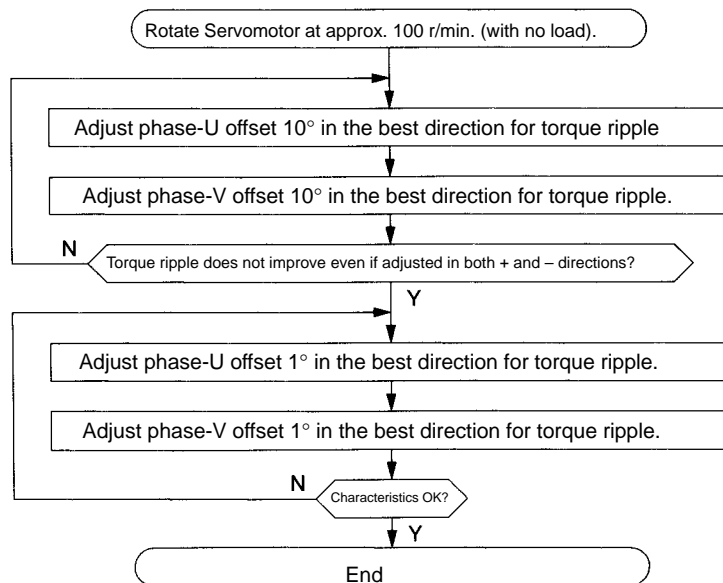 Rotate Servomotor at approx. 100 r/min. (with no load).
Adjust phase-U offset 10° in the best direction for torque ripple
Adjust phase-V offset 10° in the best direction for torque ripple.
N
Torque ripple does not improve even if adjusted in both + and – directions?
Y
Adjust phase-U offset 1° in the best direction for torque ripple.
Adjust phase-V offset 1° in the best direction for torque ripple.
N
Characteristics OK?
Y
End